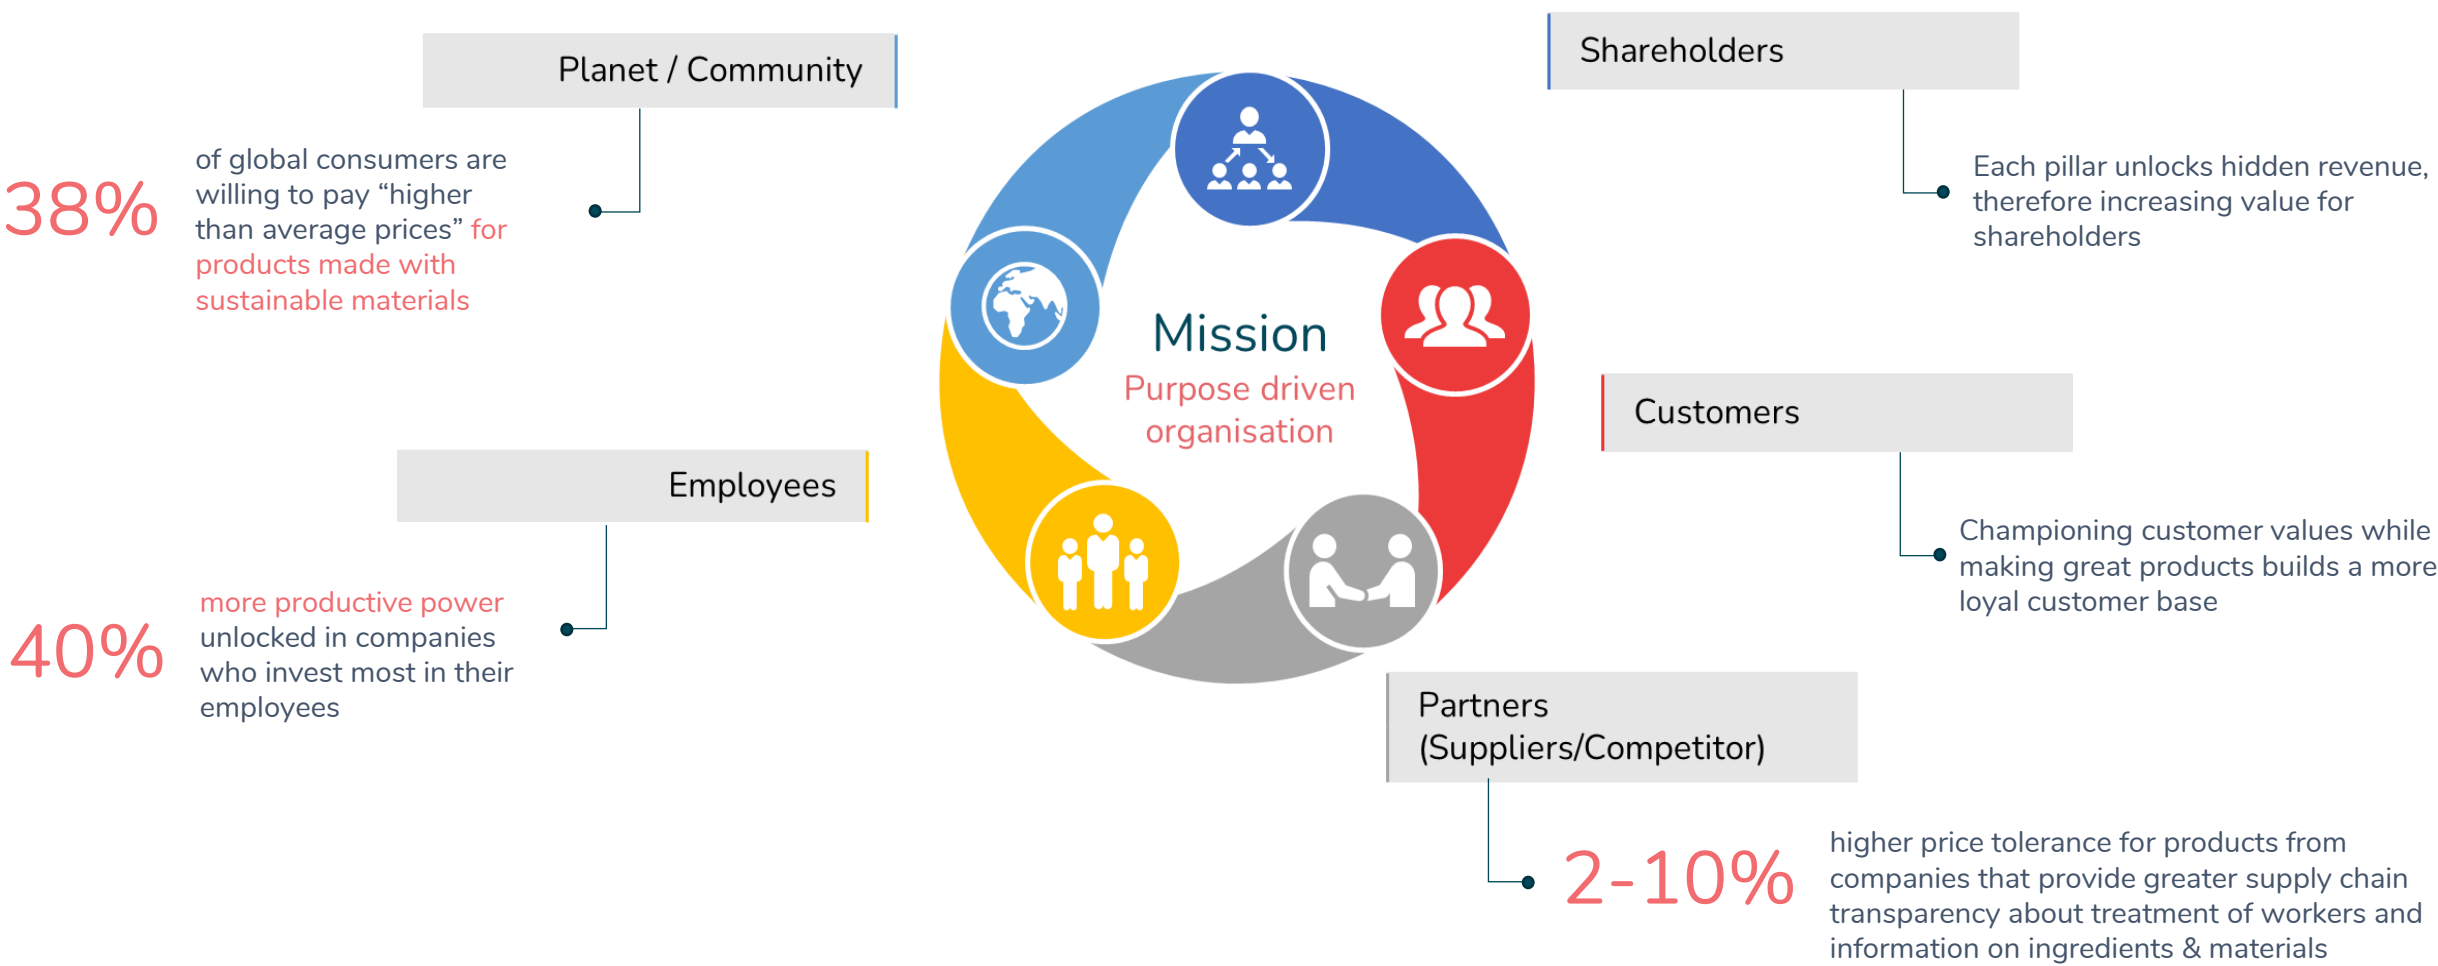 Planet / Community
38%
of global consumers are
willing to pay “higher
than average prices” for
products made with
sustainable materials
Employees
40%
more productive power
unlocked in companies
who invest most in their
employees
Mission
Purpose driven
organisation
Shareholders
Each pillar unlocks hidden revenue,
therefore increasing value for
shareholders
Customers
Championing customer values while
making great products builds a more
loyal customer base
Partners
(Suppliers/Competitor)
2-10%
higher price tolerance for products from
companies that provide greater supply chain
transparency about treatment of workers and
information on ingredients & materials